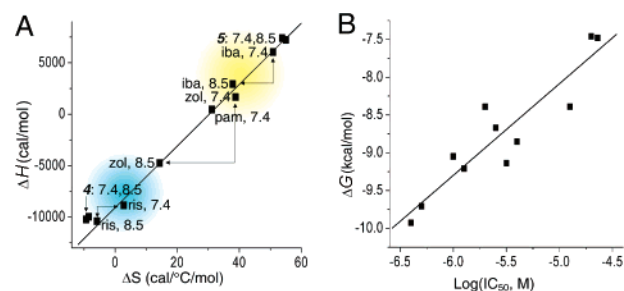 A
ΔH (cal/mol)
5000
0
-5000
-10000
5: 7.4,8.5
iba, 7.4
iba, 8.5
zol, 7.4
pam, 7.4
zol, 8.5
4: 7.4,8.5
ris, 7.4
ris, 8.5
0 20 40 60
ΔS (cal/°C/mol)
B
ΔG (kcal/mol)
-7.5
-8.0
-8.5
-9.0
-9.5
-10.0
-6.5 -6.0 -5.5 -5.0 -4.5
Log(IC50, M)